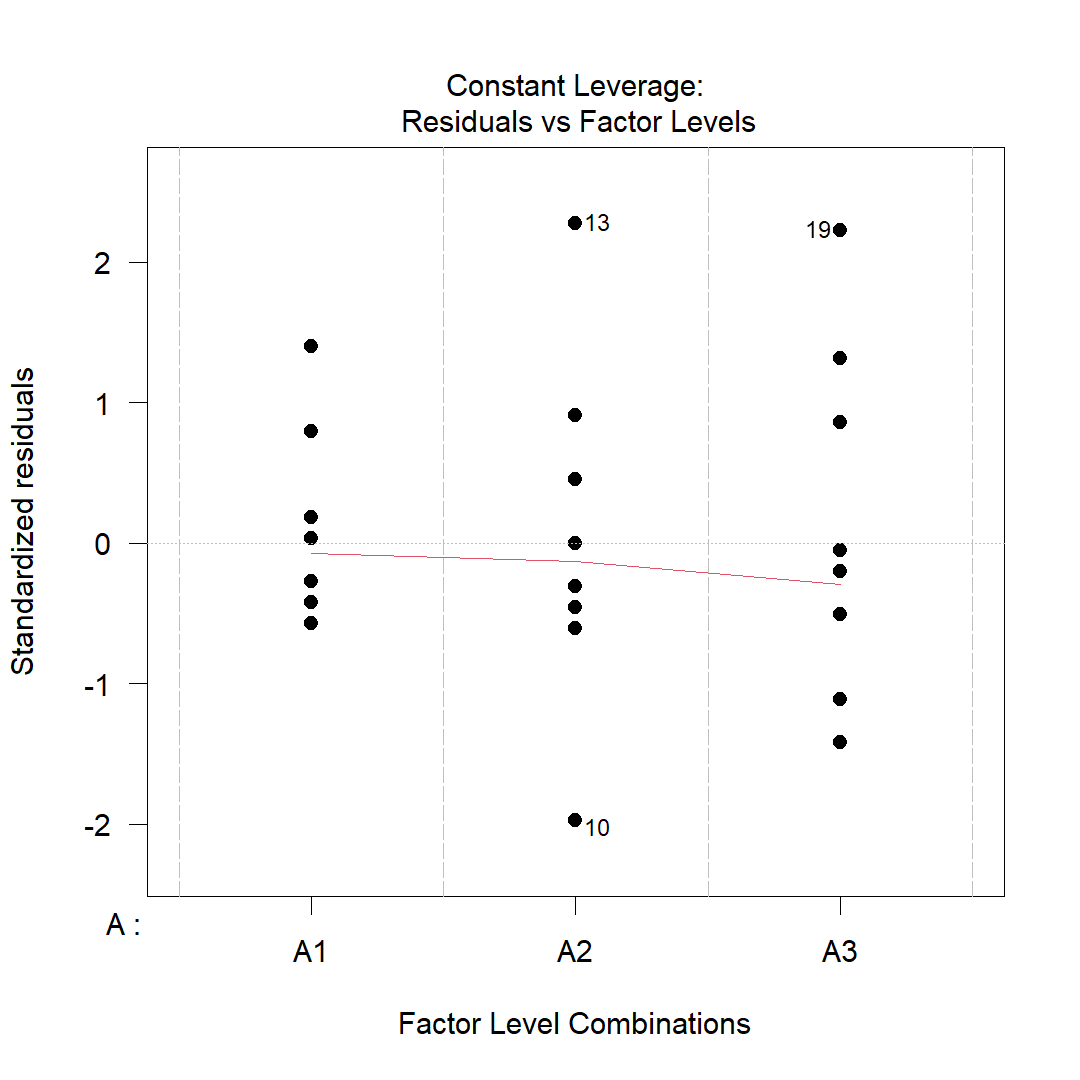 Constant Leverage:
Residuals vs Factor Levels
13
19
2
1
0
-1
-2
10
Standardized residuals
A :
A1
A2
A3
Factor Level Combinations